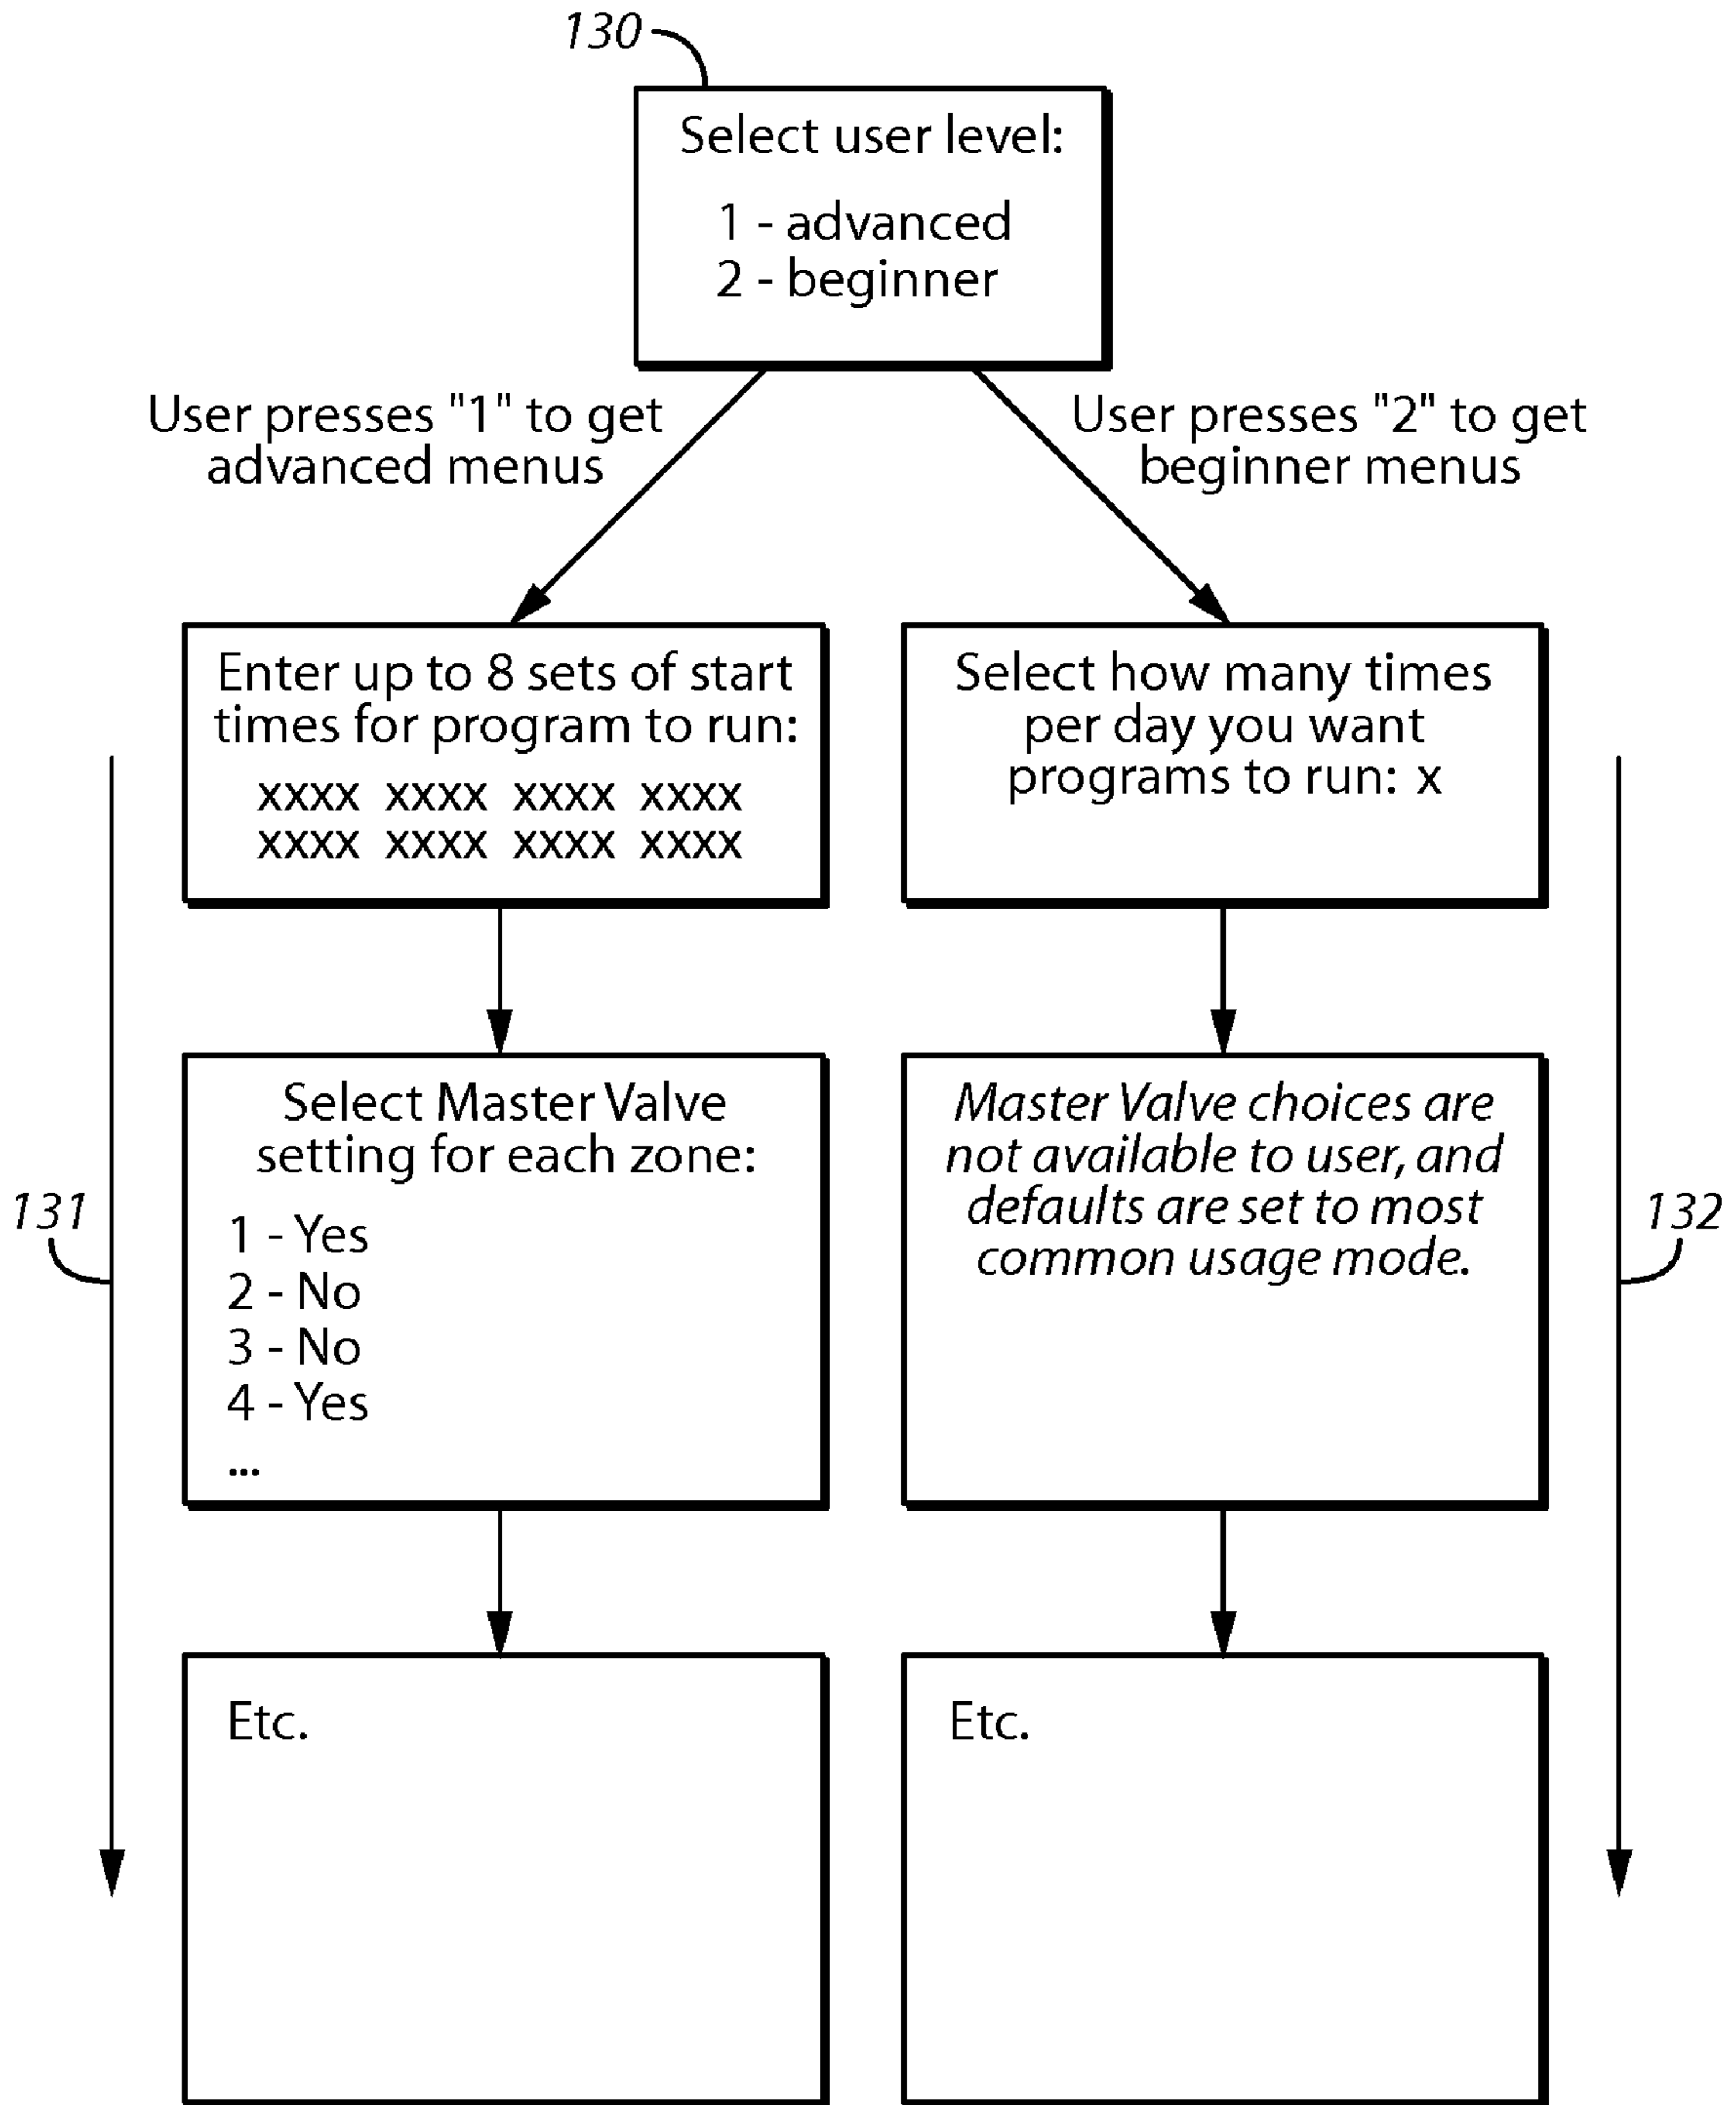 130
Select user level:
1 - advanced
2 - beginner
User presses "1" to get
advanced menus
User presses "2" to get
beginner menus
Enter up to 8 sets of start
times for program to run:
xxxx xxxx xxxx xxxx
xxxx xxxx xxxx xxxx
Select how many times
per day you want
programs to run: x
131
Select Master Valve
setting for each zone:
1 - Yes
2 - No
3 - No
4 - Yes
...
Master Valve choices are
not available to user, and
defaults are set to most
common usage mode.
132
Etc.
Etc.